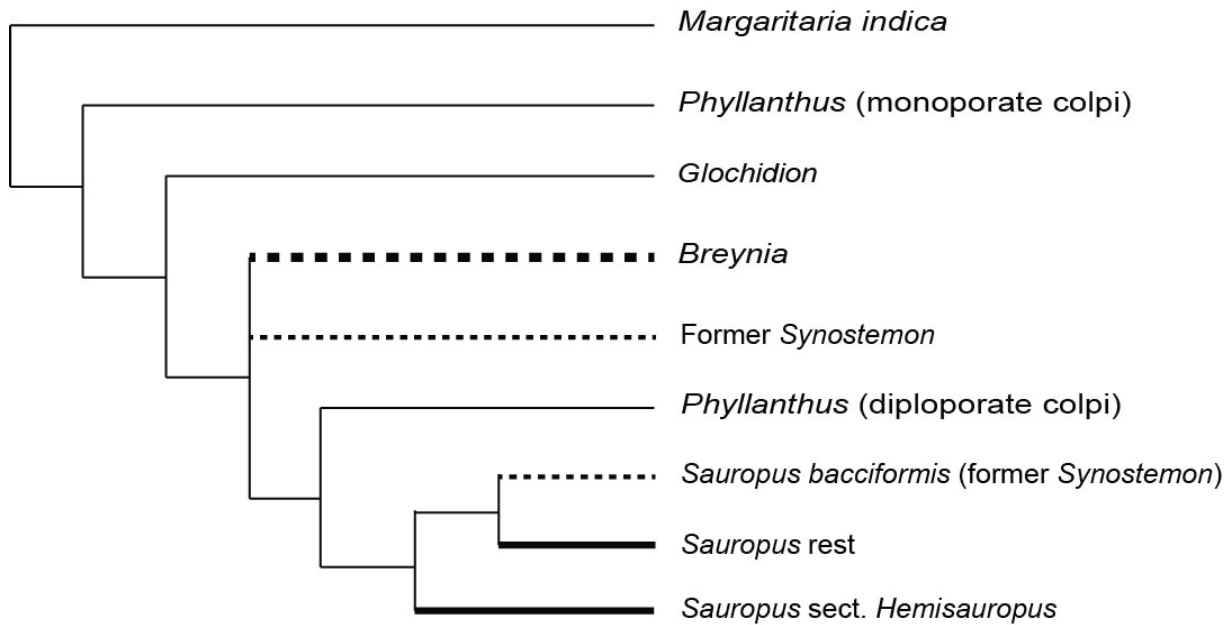 Margaritaria indica
Phyllanthus (monoporate colpi)
Glochidion
Breynia
Former Synostemon
Phyllanthus (diploporate colpi)
Sauropus bacciformis (former Synostemon)
Sauropus rest
Sauropus sect. Hemisauropus